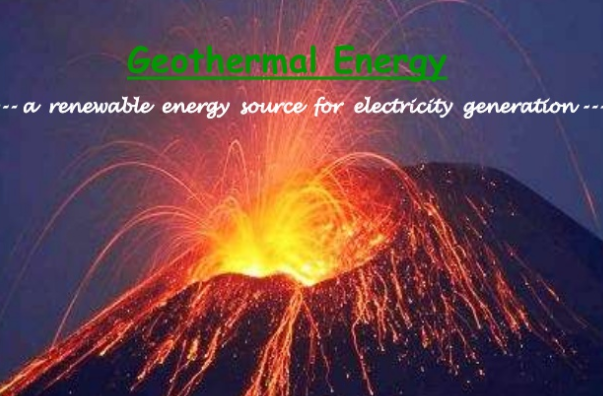 Geothermal Energy
--- a renewable energy source for electricity generation ---